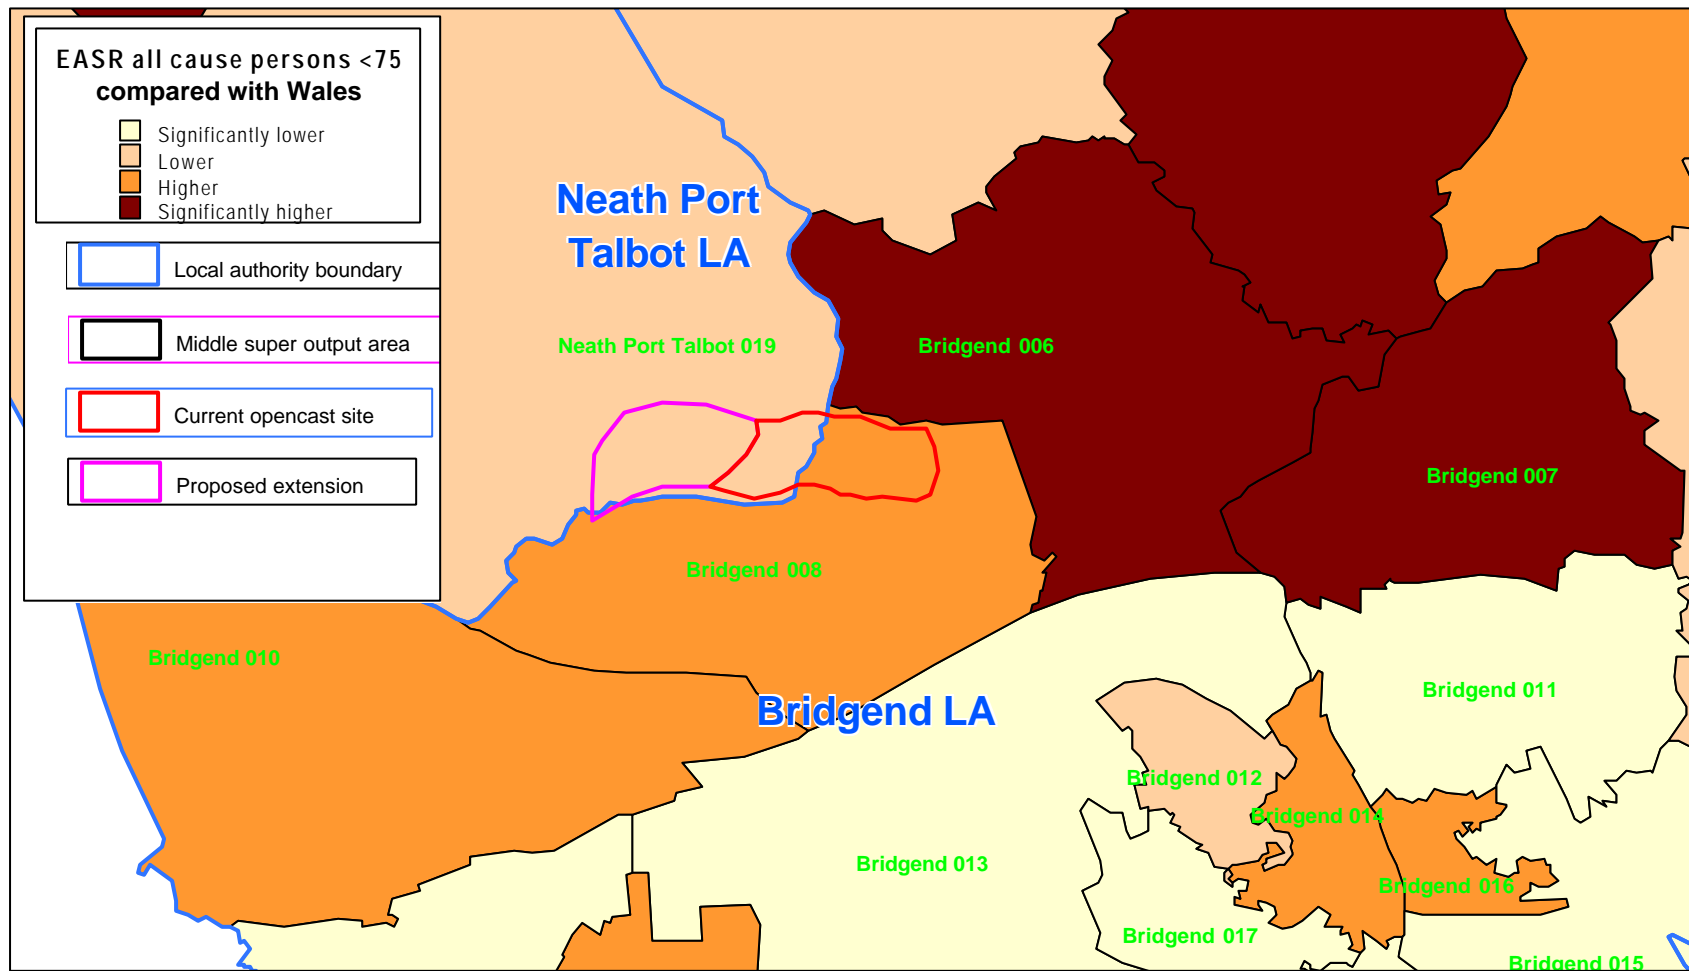 EASR all cause persons <75
compared with Wales
Significantly lower
Lower
Higher
Significantly higher
Local authority boundary
Middle super output area
Current opencast site
Proposed extension
Neath Port
Talbot LA
Neath Port Talbot 019
Bridgend 006
Bridgend 007
Bridgend 008
Bridgend 010
Bridgend LA
Bridgend 011
Bridgend 012
Bridgend 014
Bridgend 013
Bridgend 016
Bridgend 017
Bridgend 015